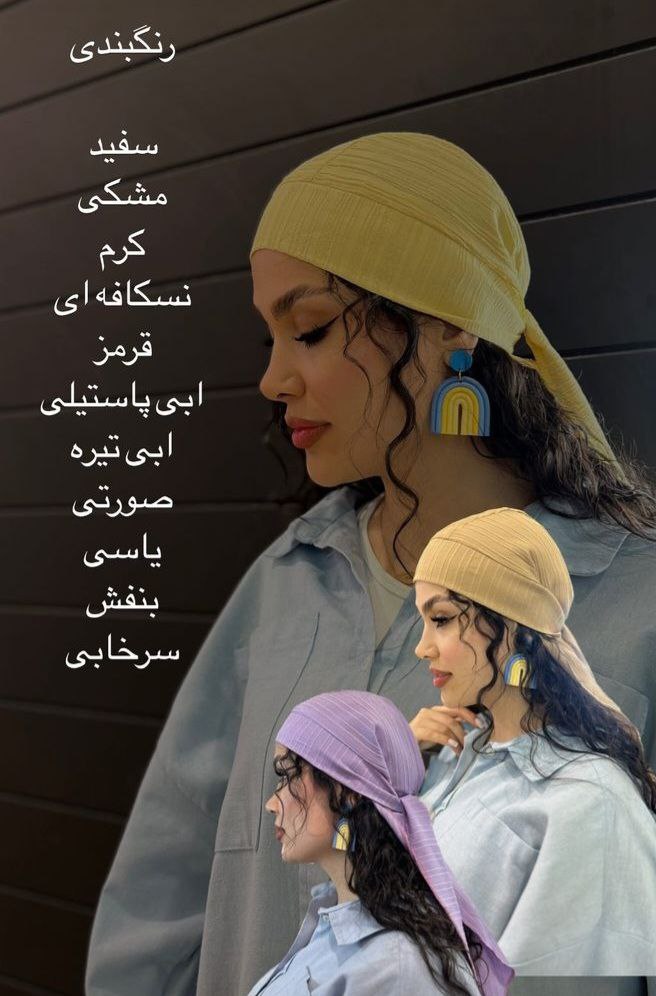 رنگبندی
سفید
مشکی
کرم
نسکافه ای
قرمز
ابی پاستیلی
ابی تیره
صورتی
یاسی
بنفش
سرخابی